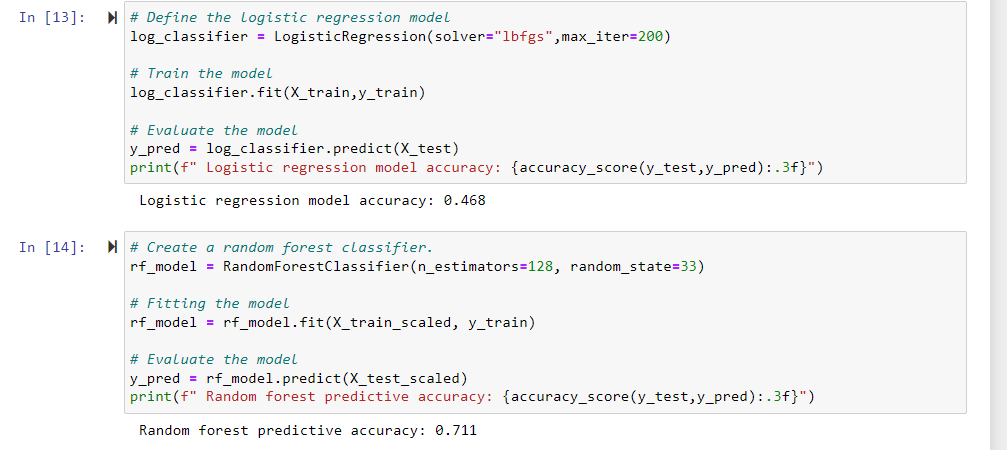 In [13]:
# Define the logistic regression model
log_classifier = LogisticRegression(solver="lbfgs",max_iter=200)
# Train the model
log_classifier.fit(X_train,y_train)
# Evaluate the model
y_pred = log_classifier.predict(X_test)
print(f" Logistic regression model accuracy: {accuracy_score(y_test,y_pred):.3f}")
Logistic regression model accuracy: 0.468
In [14]:
# Create a random forest classifier.
rf_model = RandomForestClassifier(n_estimators=128, random_state=33)
# Fitting the model
rf_model = rf_model.fit(X_train_scaled, y_train)
# Evaluate the model
y_pred = rf_model.predict(X_test_scaled)
print(f" Random forest predictive accuracy: {accuracy_score(y_test,y_pred):.3f}")
Random forest predictive accuracy: 0.711